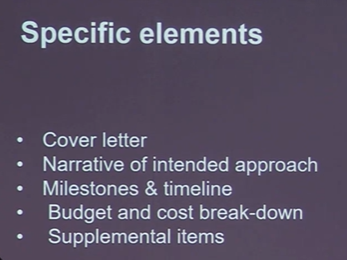 Specific elements
• Cover letter
• Narrative of intended approach
• Milestones & timeline
• Budget and cost break-down
• Supplemental items